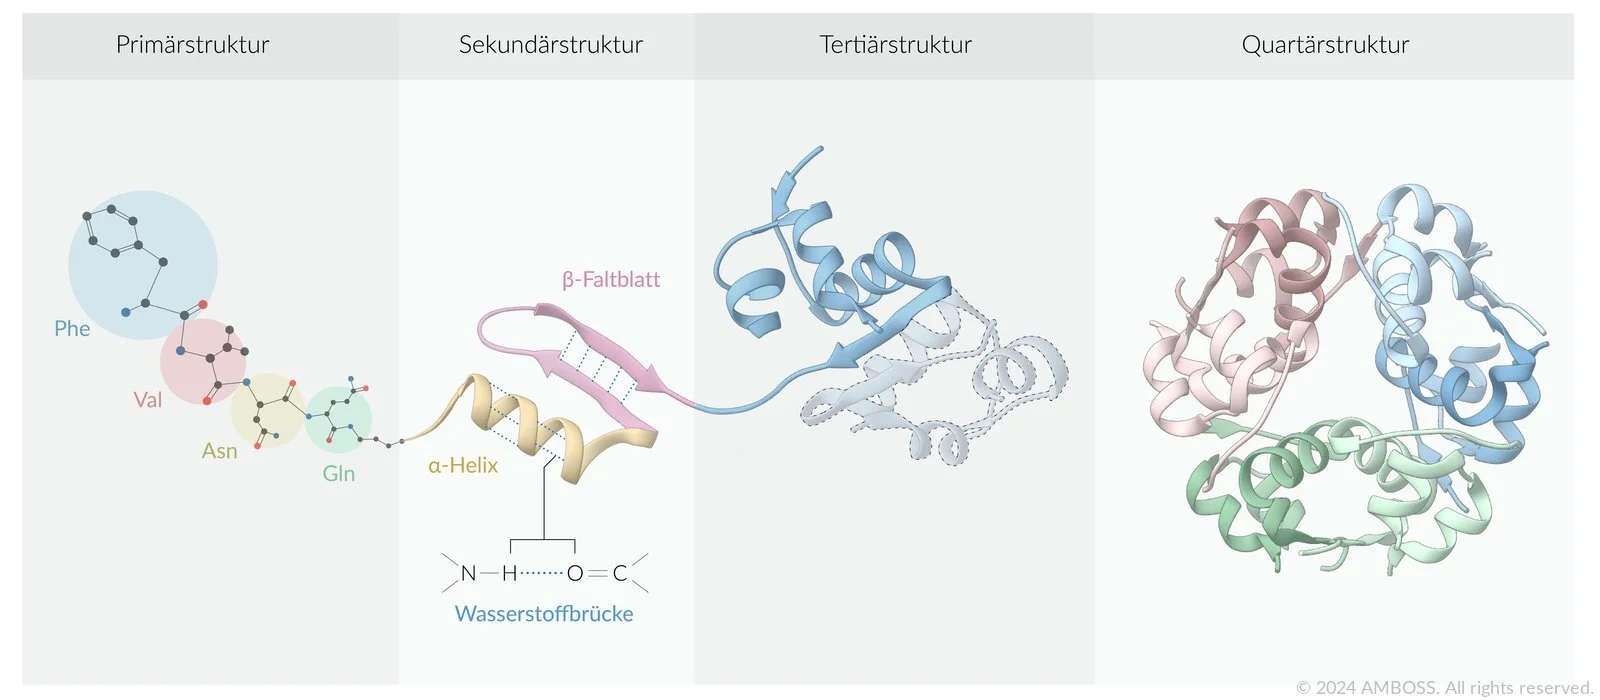 Primärstruktur
Sekundärstruktur
Tertiärstruktur
Quartärstruktur
Phe
Val
Asn
Gln
β-Faltblatt
α-Helix
N H O C
Wasserstoffbrücke
© 2024 AMBOSS. All rights reserved.